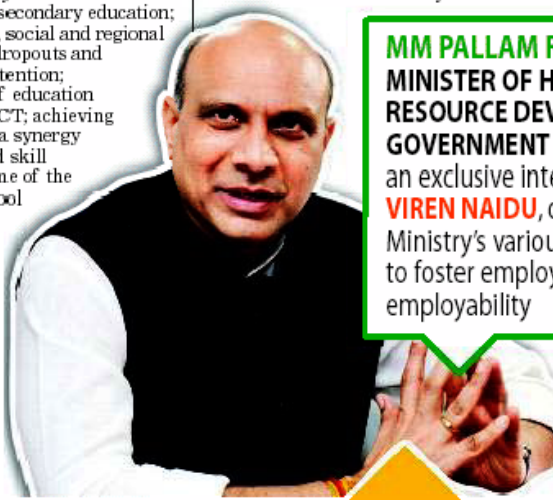 secondary education;
social and regional
dropouts and
tention;
f education
CT; achieving
a synergy
d skill
ne of the
ool
MM PALLAM
MINISTER OF H
RESOURCE DEV
GOVERNMENT
an exclusive inte
VIREN NAIDU,
Ministry's variou
to foster employ
employability